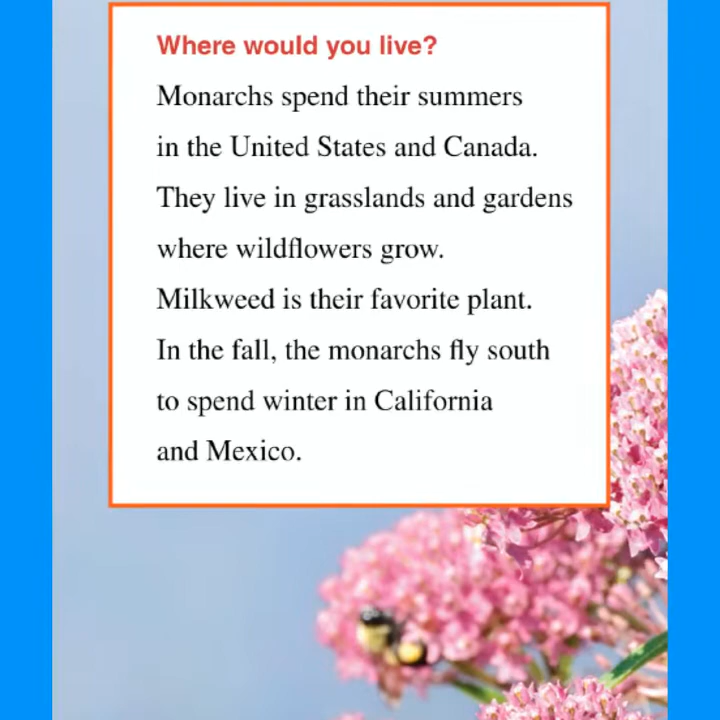 Where would you live?
Monarchs spend their summers
in the United States and Canada.
They live in grasslands and gardens
where wildflowers grow.
Milkweed is their favorite plant.
In the fall, the monarchs fly south
to spend winter in California
and Mexico.